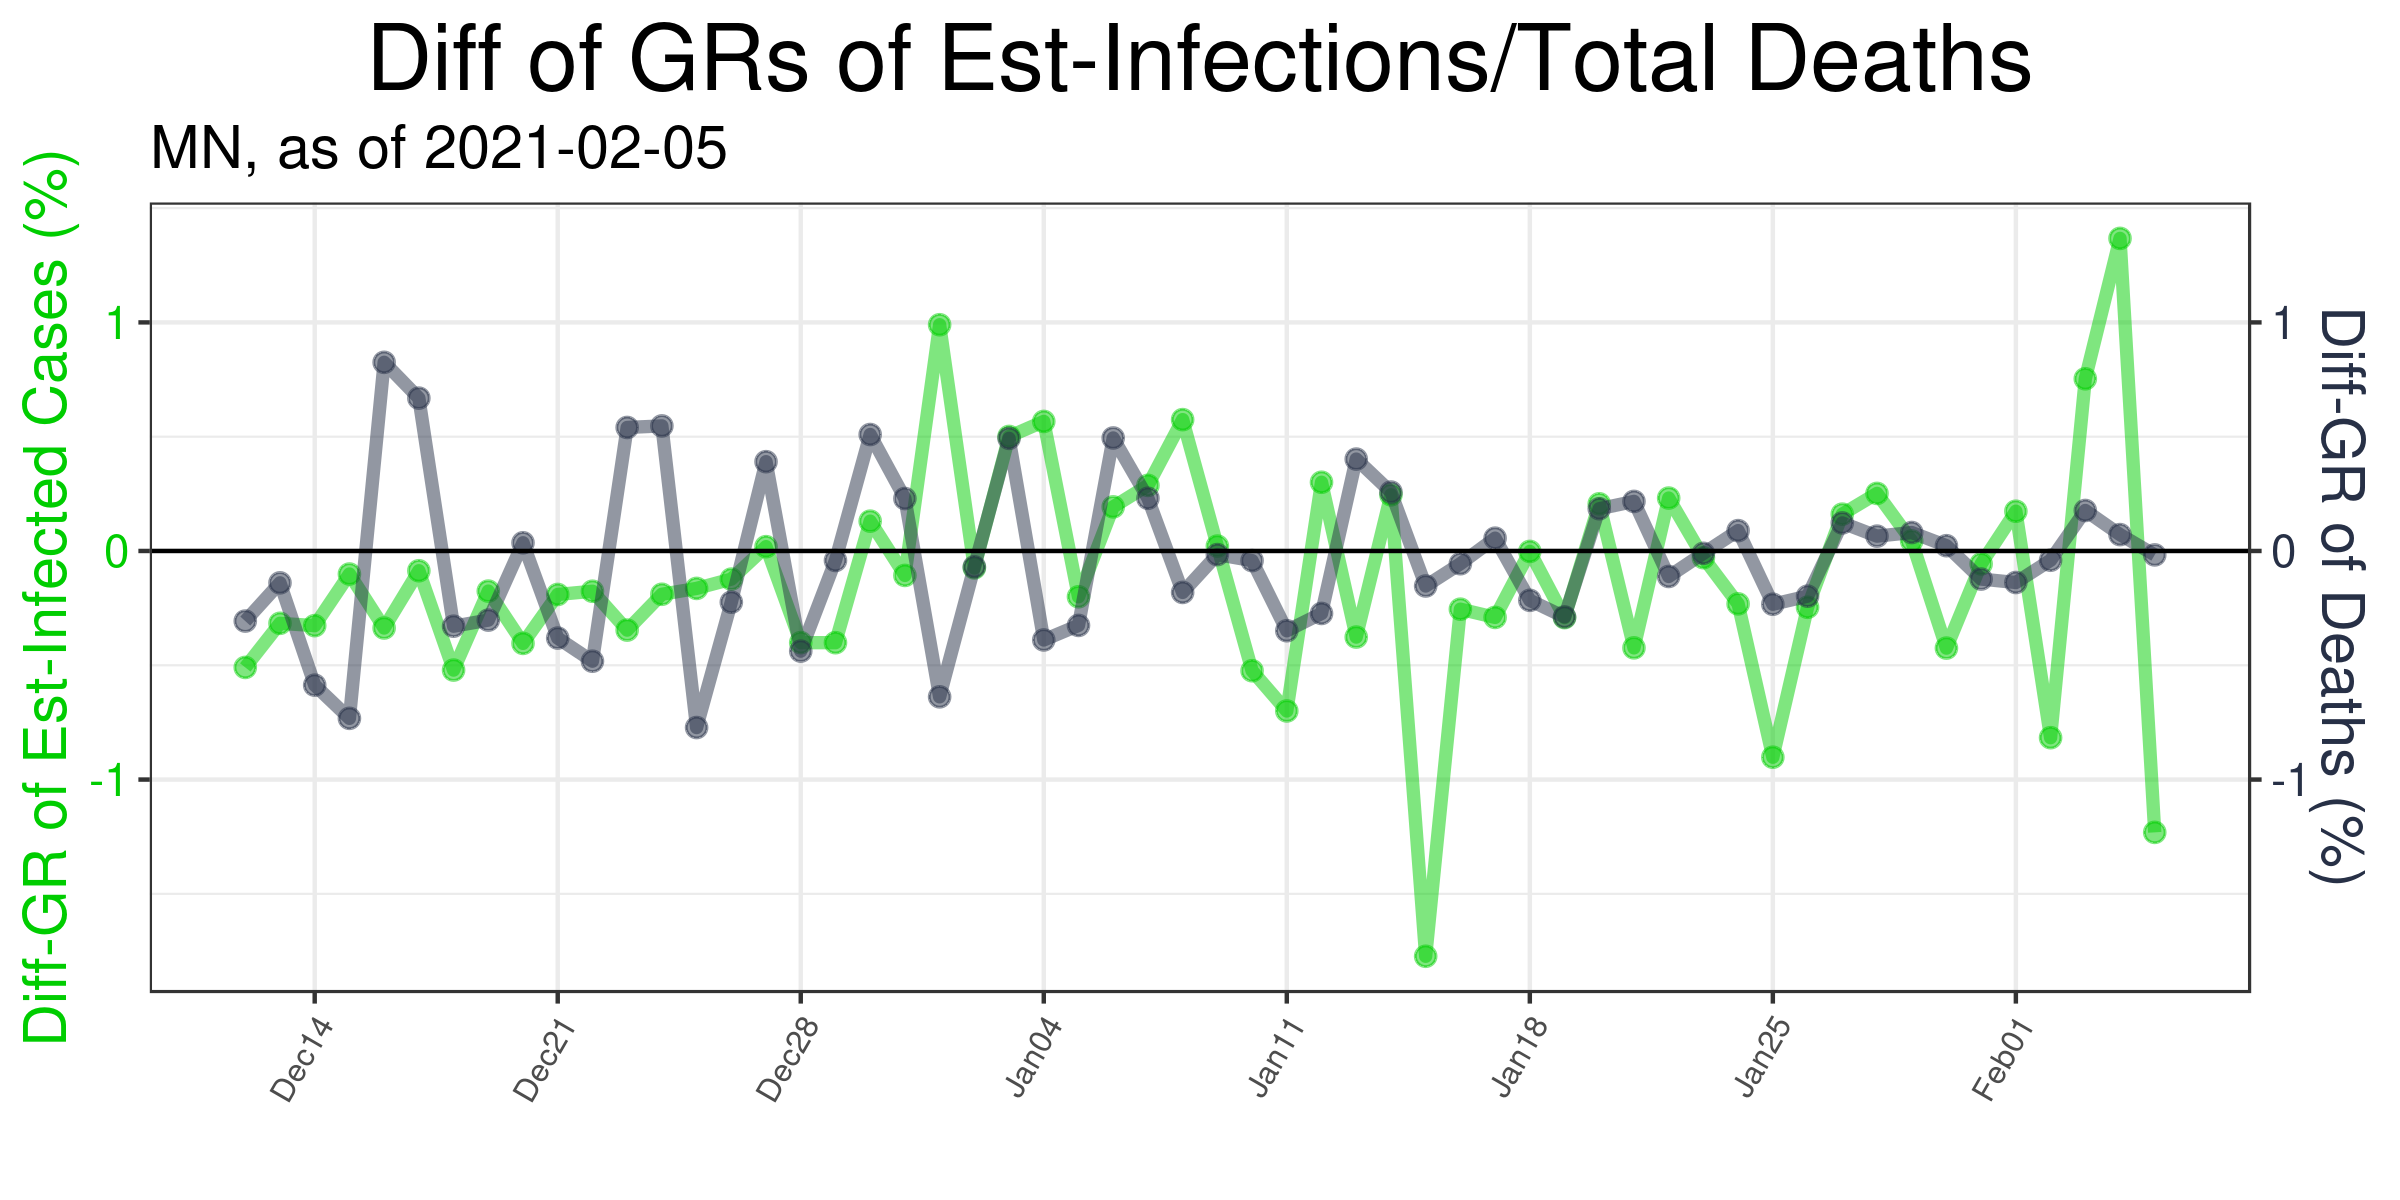 Diff of GRs of Est-Infections/Total Deaths
MN, as of 2021-02-05
Diff-GR of Est-Infected Cases (%)
1
0
-1
1
0
-1
Diff-GR of Deaths (%)
Dec14
Dec21
Dec28
Jan04
Jan11
Jan18
Jan25
Feb01